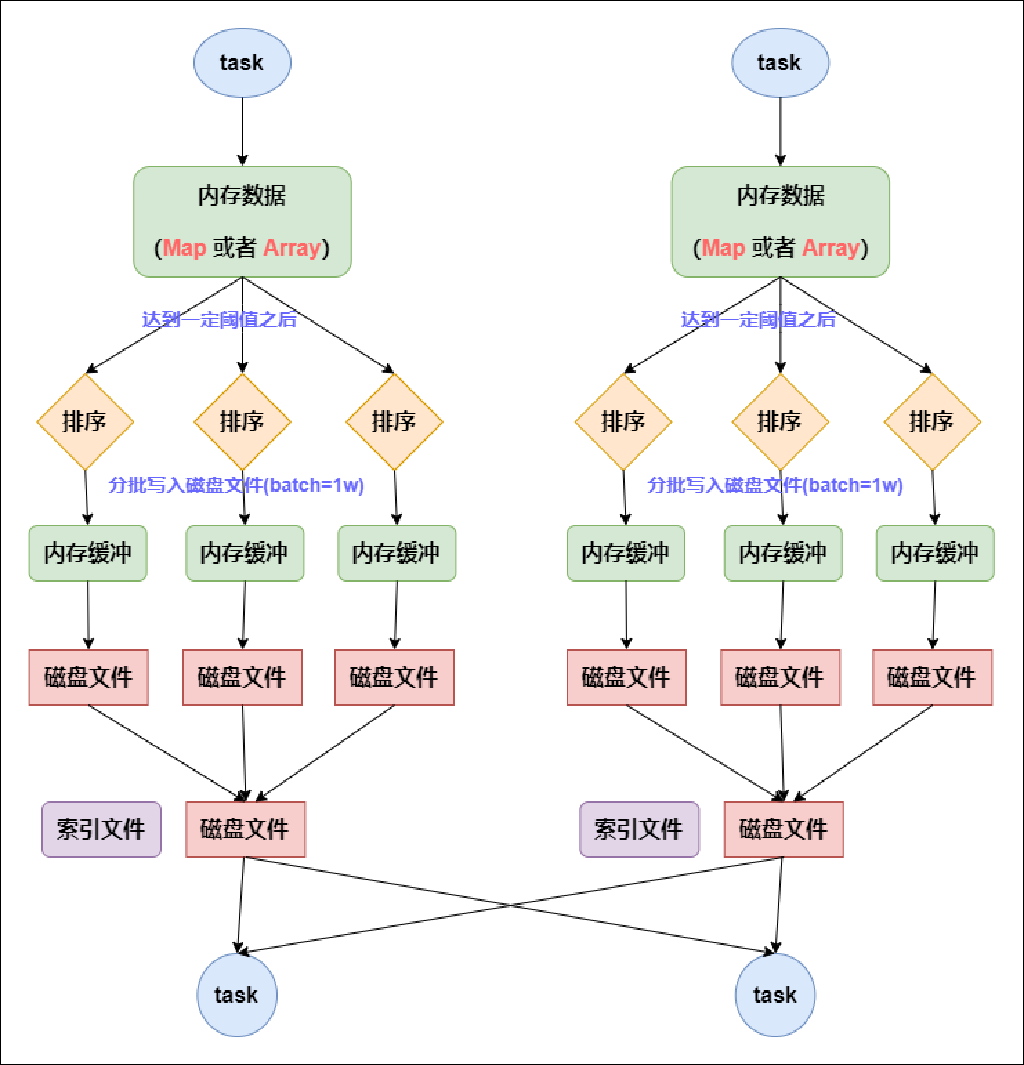 task
task
内存数据
(Map 或者 Array)
内存数据
(Map 或者 Array)
达到一定阈值之后
达到一定阈值之后
排序
排序
排序
排序
排序
排序
分批写入磁盘文件(batch=1w)
分批写入磁盘文件(batch=1w)
内存缓冲
内存缓冲
内存缓冲
内存缓冲
内存缓冲
内存缓冲
磁盘文件
磁盘文件
磁盘文件
磁盘文件
磁盘文件
磁盘文件
索引文件
磁盘文件
索引文件
磁盘文件
task
task